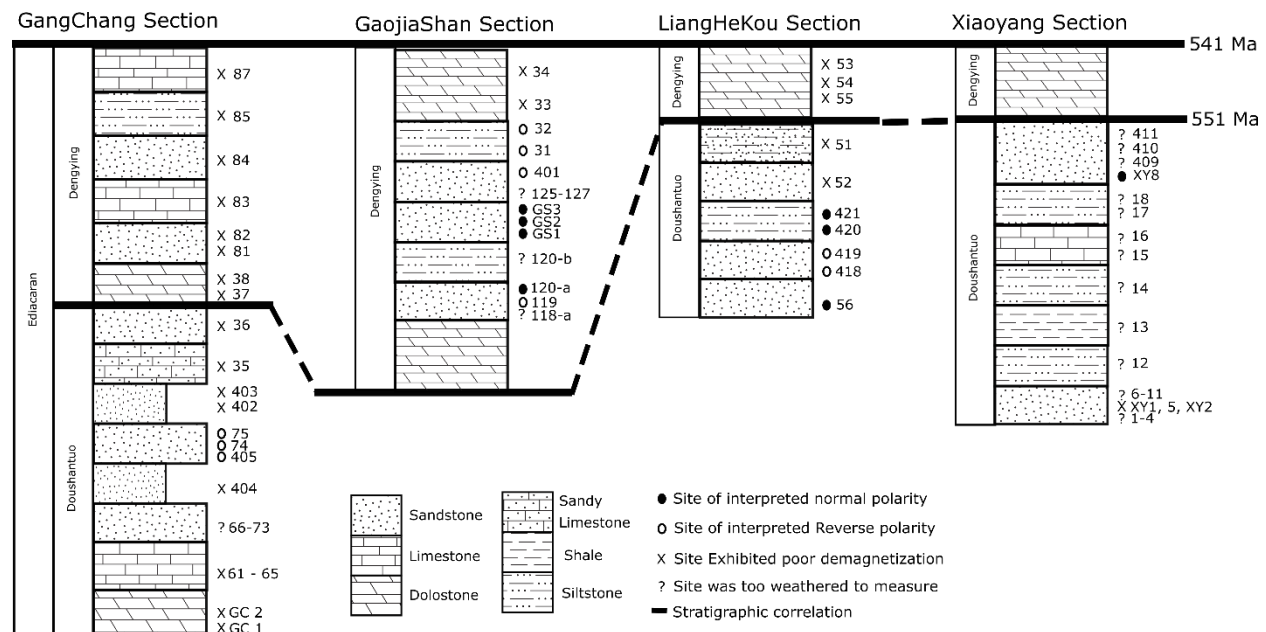 GangChang Section
GaojiaShan Section
LiangHeKou Section
Xiaoyang Section
541 Ma
551 Ma
Ediacaran
Dengying
Doushantuo
X 87
X 85
X 84
X 83
X 82
X 81
X 38
X 37
X 36
X 35
X 403
X 402
75
74
405
X 404
? 66-73
X 61 - 65
X GC 2
X GC 1
Dengying
X 34
X 33
32
31
401
? 125-127
GS3
GS2
GS1
? 120-b
120-a
119
? 118-a
Dengying
Doushantuo
X 53
X 54
X 55
X 51
X 52
421
420
419
418
56
Dengying
Doushantuo
? 411
? 410
? 409
XY8
? 18
? 17
? 16
? 15
? 14
? 13
? 12
? 6-11
X XY1, 5, XY2
? 1-4
Sandstone
Limestone
Dolostone
Sandy
Limestone
Shale
Siltstone
Site of interpreted normal polarity
Site of interpreted Reverse polarity
X Site Exhibited poor demagnetization
? Site was too weathered to measure
Stratigraphic correlation